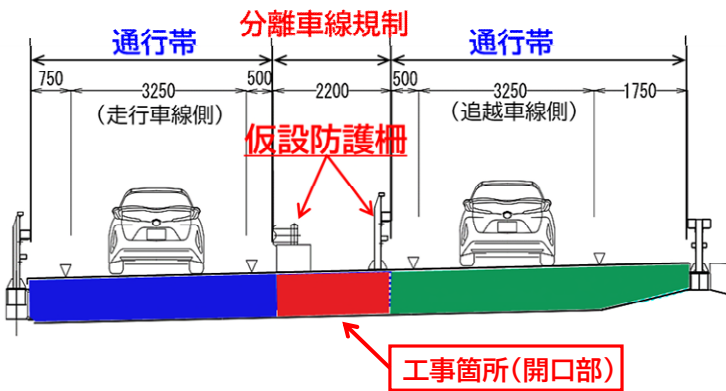 分離車線規制
通行帯
通行帯
750 3250 500 2200 500 3250 1750
（走行車線側）
（追越車線側）
仮設防護柵
工事箇所（開口部）